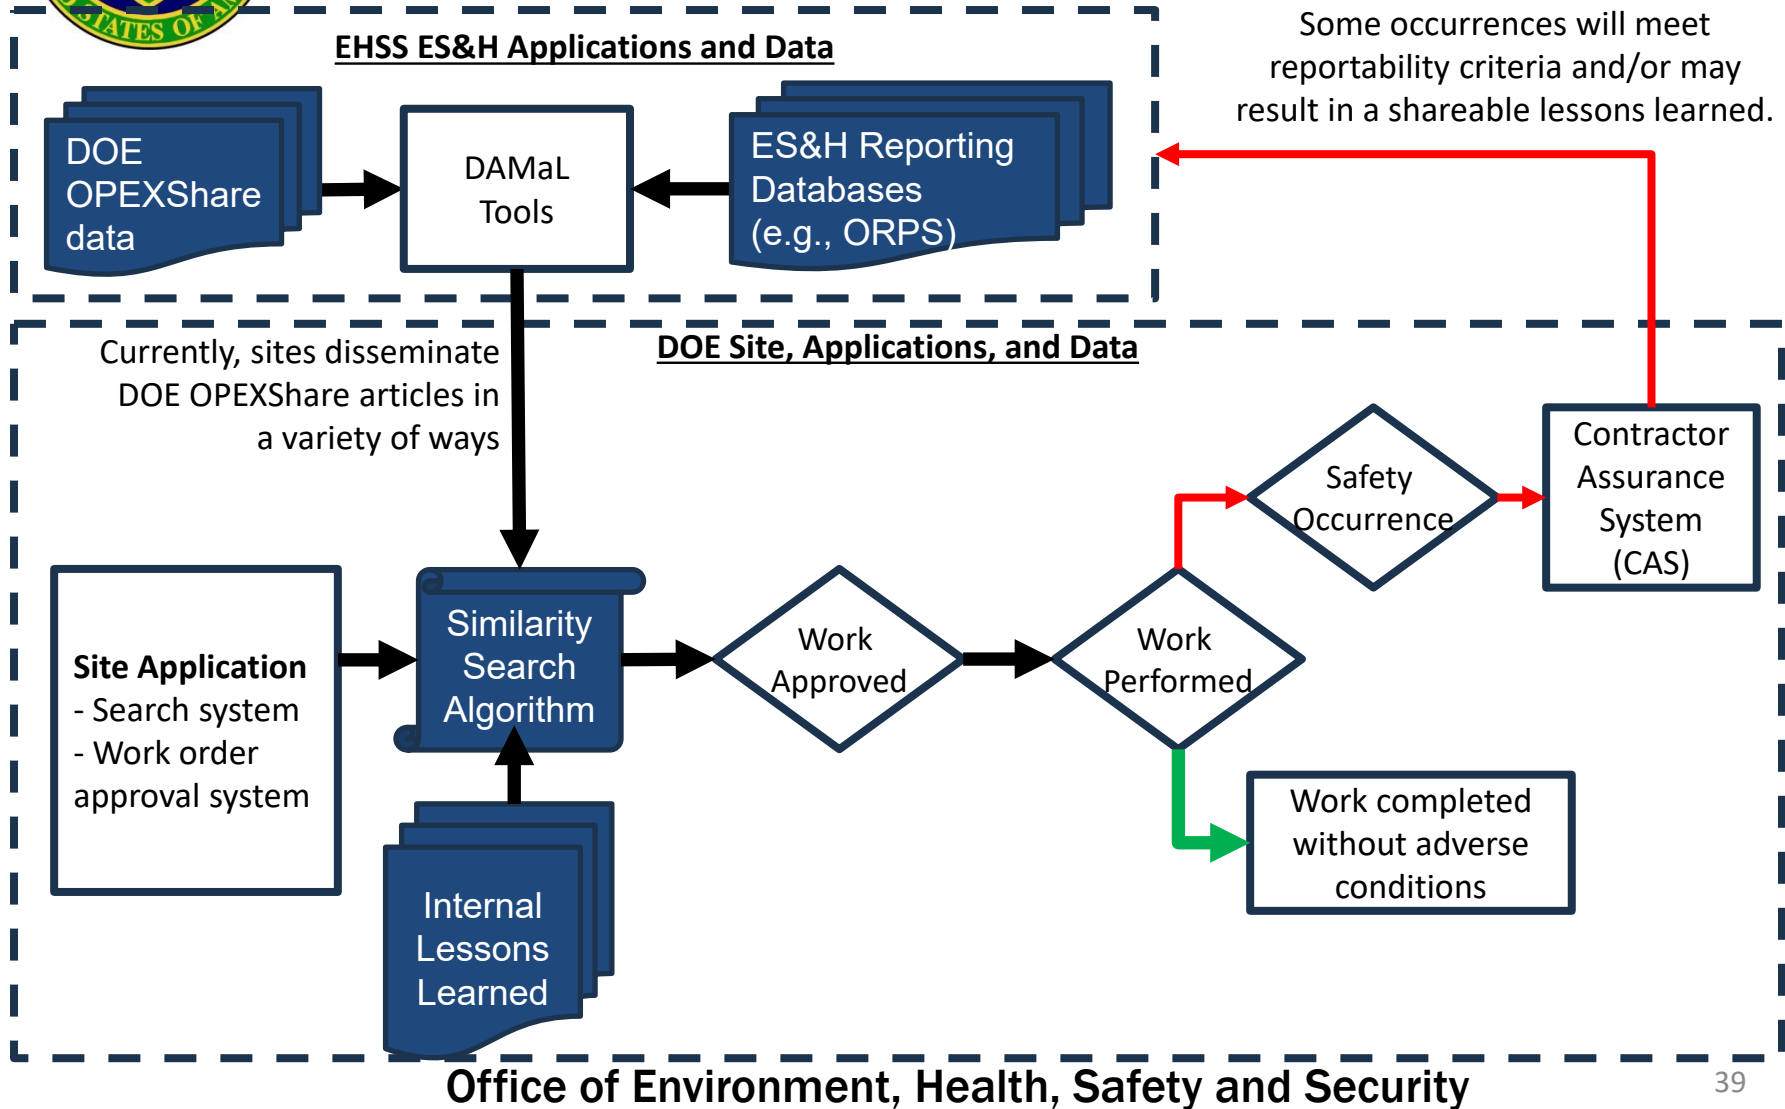 STATES OF AM
EHSS ES&H Applications and Data
Some occurrences will meet
reportability criteria and/or may
result in a shareable lessons learned.
DOE
OPEXShare
data
DAMaL
Tools
ES&H Reporting
Databases
(e.g., ORPS)
Currently, sites disseminate
DOE OPEXShare articles in
a variety of ways
DOE Site, Applications, and Data
Site Application
- Search system
- Work order
approval system
Similarity
Search
Algorithm
Internal
Lessons
Learned
Work
Approved
Work
Performed
Safety
Occurrence
Contractor
Assurance
System
(CAS)
Work completed
without adverse
conditions
Office of Environment, Health, Safety and Security
39